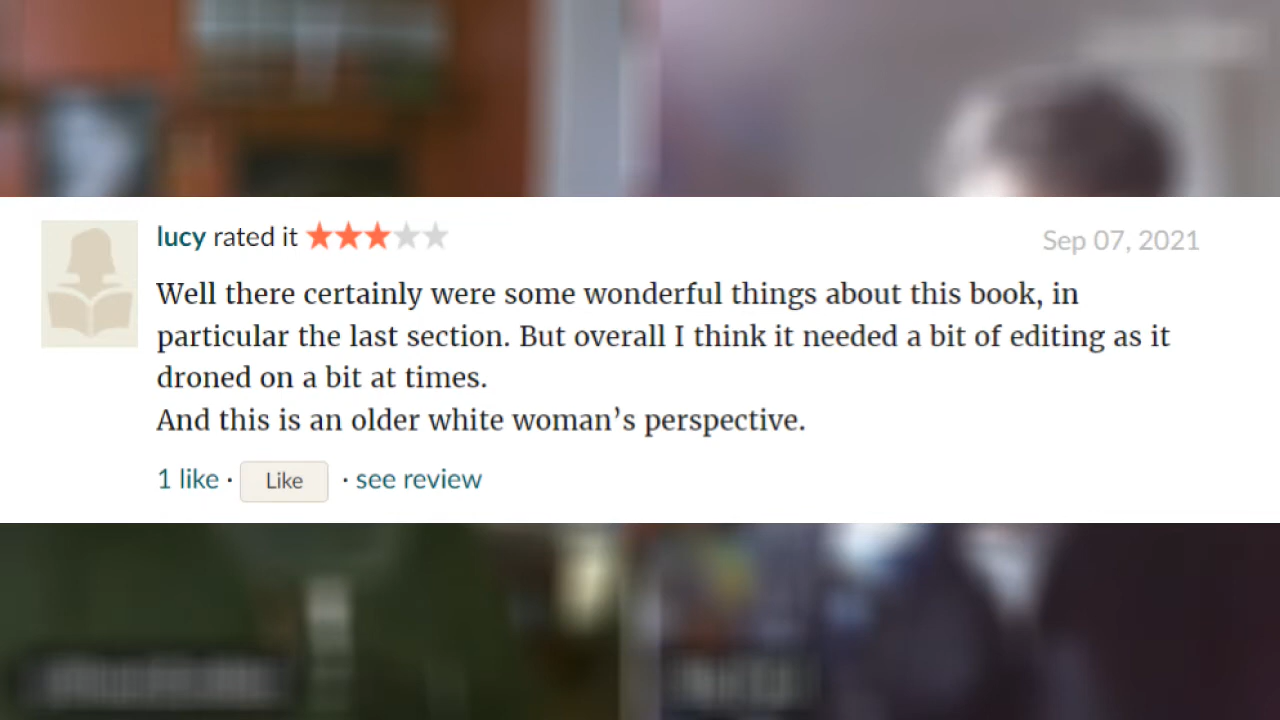 lucy rated it
Sep 07, 2021
Well there certainly were some wonderful things about this book, in
particular the last section. But overall I think it needed a bit of editing as it
droned on a bit at times.
And this is an older white woman’s perspective.
1 like · Like · see review